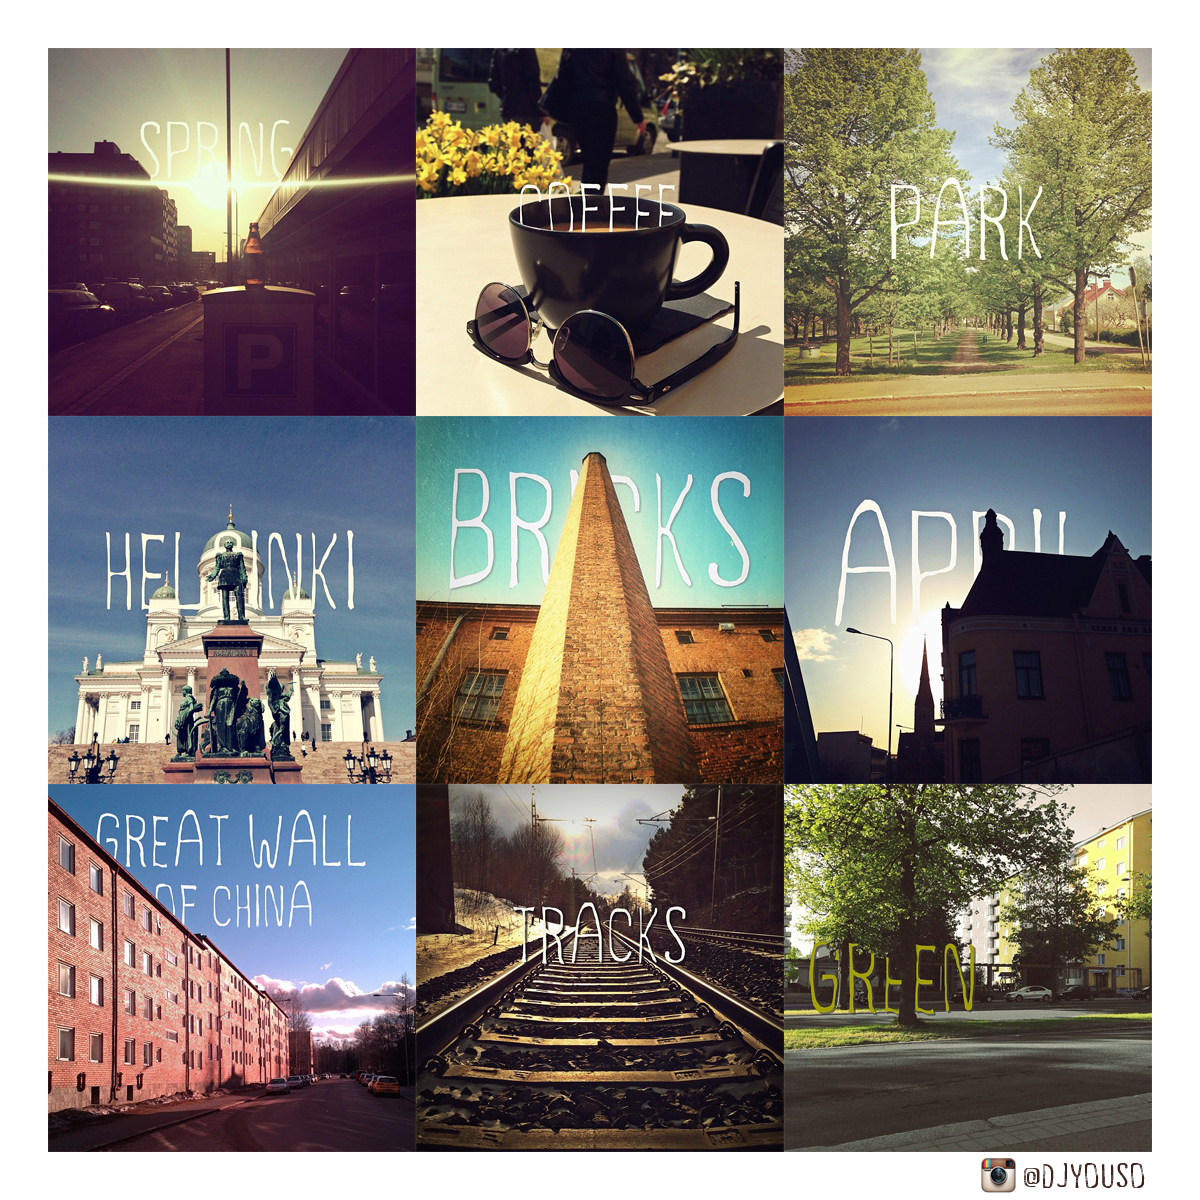 SPRING
COFFEE
PARK
P
HELSINKI
BRICKS
APRIL
GREAT WALL
OF CHINA
TRACKS
GREEN
@DJYOUSO